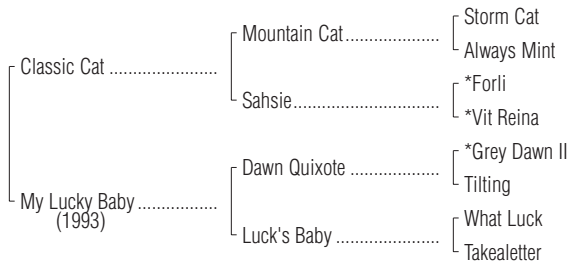 Storm Cat
Mountain Cat
Always Mint
Classic Cat
*Forli
Sahsie
*Vit Reina
*Grey Dawn II
Dawn Quixote
Tilting
My Lucky Baby
(1993)
What Luck
Luck's Baby
Takealetter